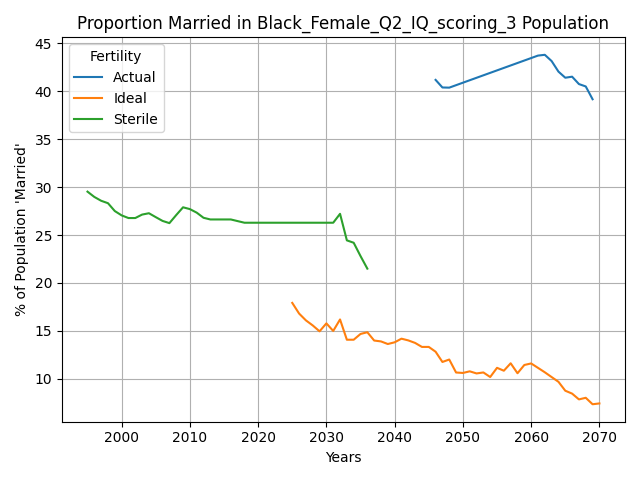 Proportion Married in Black_Female_Q2_IQ_scoring_3 Population
Fertility
Actual
Ideal
Sterile
% of Population 'Married'
45
40
35
30
25
20
15
10
2000 2010 2020 2030 2040 2050 2060 2070
Years